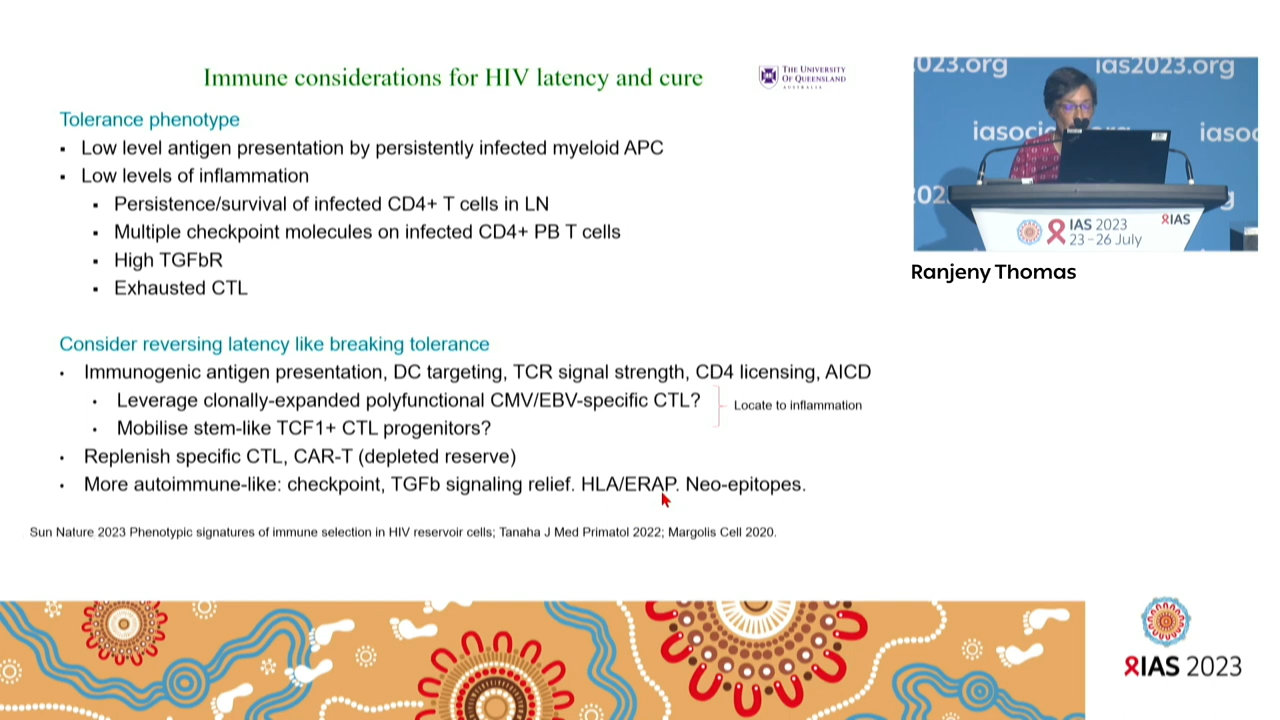 Immune considerations for HIV latency and cure
THE UNIVERSITY
OF QUEENSLAND
AUSTRALIA
Tolerance phenotype
▪ Low level antigen presentation by persistently infected myeloid APC
▪ Low levels of inflammation
▪ Persistence/survival of infected CD4+ T cells in LN
▪ Multiple checkpoint molecules on infected CD4+ PB T cells
▪ High TGFbR
▪ Exhausted CTL
Consider reversing latency like breaking tolerance
• Immunogenic antigen presentation, DC targeting, TCR signal strength, CD4 licensing, AICD
• Leverage clonally-expanded polyfunctional CMV/EBV-specific CTL?
Locate to inflammation
• Mobilise stem-like TCF1+ CTL progenitors?
• Replenish specific CTL, CAR-T (depleted reserve)
• More autoimmune-like: checkpoint, TGFb signaling relief. HLA/ERAP. Neo-epitopes.
Sun Nature 2023 Phenotypic signatures of immune selection in HIV reservoir cells; Tanaha J Med Primatol 2022; Margolis Cell 2020.
023.org
ias2023.org
iasoci
org
iaso
IAS 2023
23–26 July
IAS
Ranjeny Thomas
IAS 2023